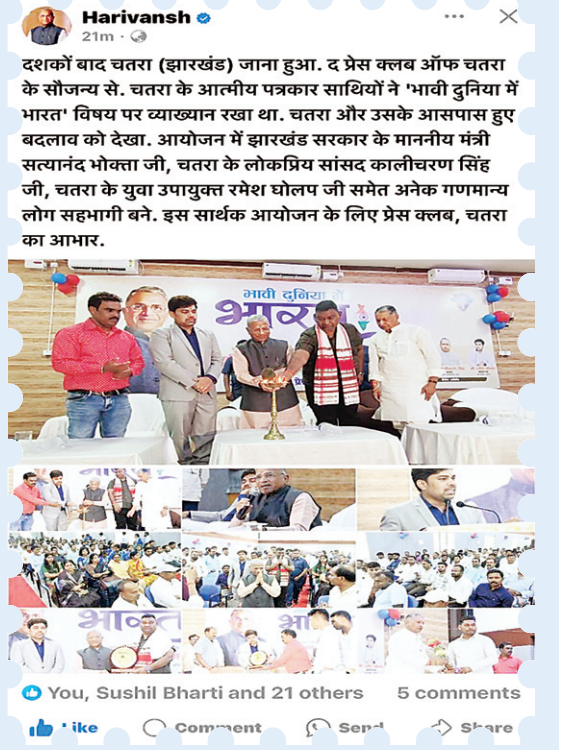 Harivansh
21m
दशकों बाद चतरा (झारखंड) जाना हुआ. द प्रेस क्लब ऑफ चतरा
के सौजन्य से. चतरा के आत्मीय पत्रकार साथियों ने 'भावी दुनिया में
भारत' विषय पर व्याख्यान रखा था. चतरा और उसके आसपास हुए
बदलाव को देखा. आयोजन में झारखंड सरकार के माननीय मंत्री
सत्यानंद भोक्ता जी, चतरा के लोकप्रिय सांसद कालीचरण सिंह
जी, चतरा के युवा उपायुक्त रमेश घोलप जी समेत अनेक गणमान्य
लोग सहभागी बने. इस सार्थक आयोजन के लिए प्रेस क्लब, चतरा
का आभार.
भावी दुनिया में
भारत
भारत
You, Sushil Bharti and 21 others 5 comments
Like Comment Send Share